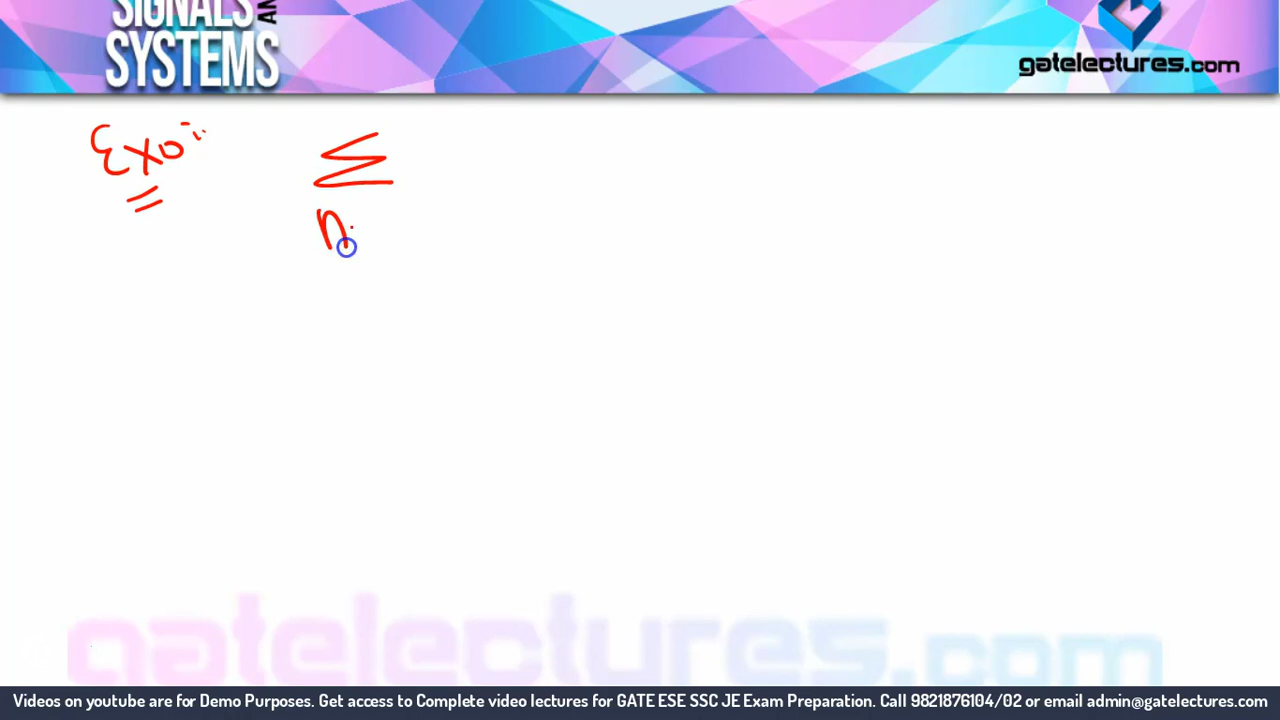 SIGNALS AND
SYSTEMS
gatelectures.com
Σ
n
gatelectures.com
Videos on youtube are for Demo Purposes. Get access to Complete video lectures for GATE ESE SSC JE Exam Preparation. Call 9821876104/02 or email admin@gatelectures.com